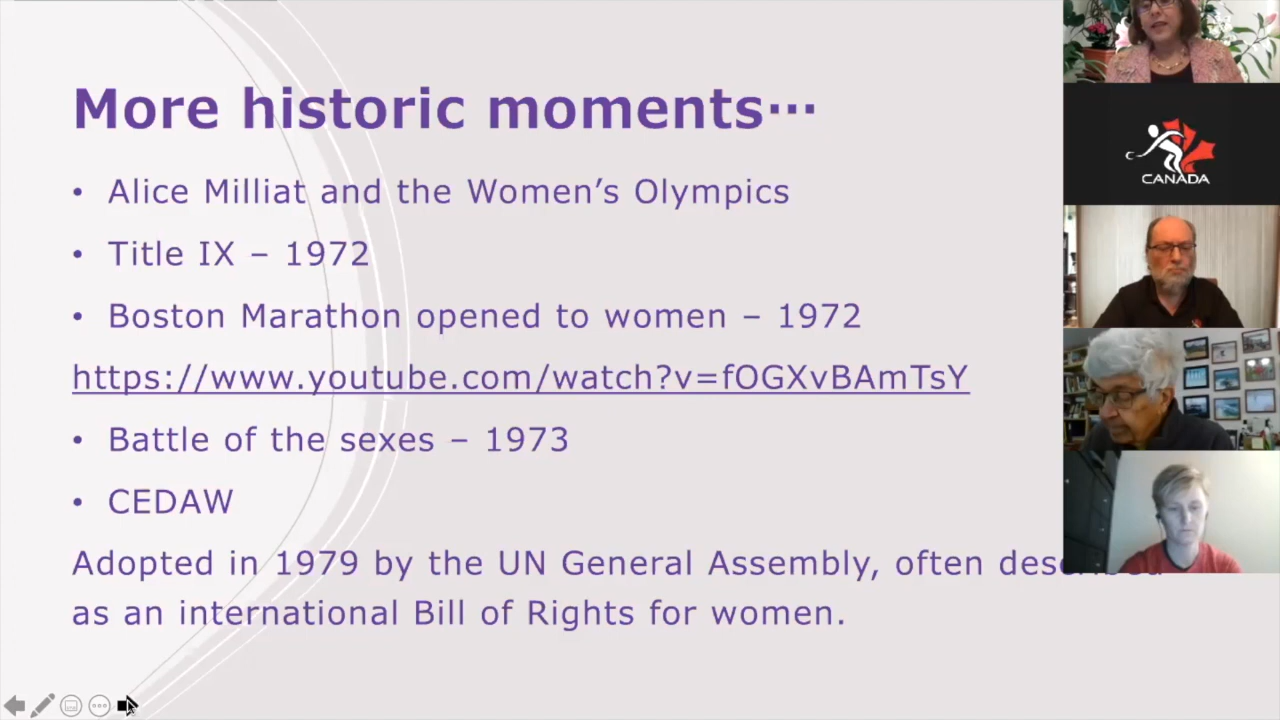 More historic moments…
• Alice Milliat and the Women’s Olympics
• Title IX – 1972
• Boston Marathon opened to women – 1972
https://www.youtube.com/watch?v=fOGXvBAmTsY
• Battle of the sexes – 1973
• CEDAW
Adopted in 1979 by the UN General Assembly, often
as an international Bill of Rights for women.
CANADA